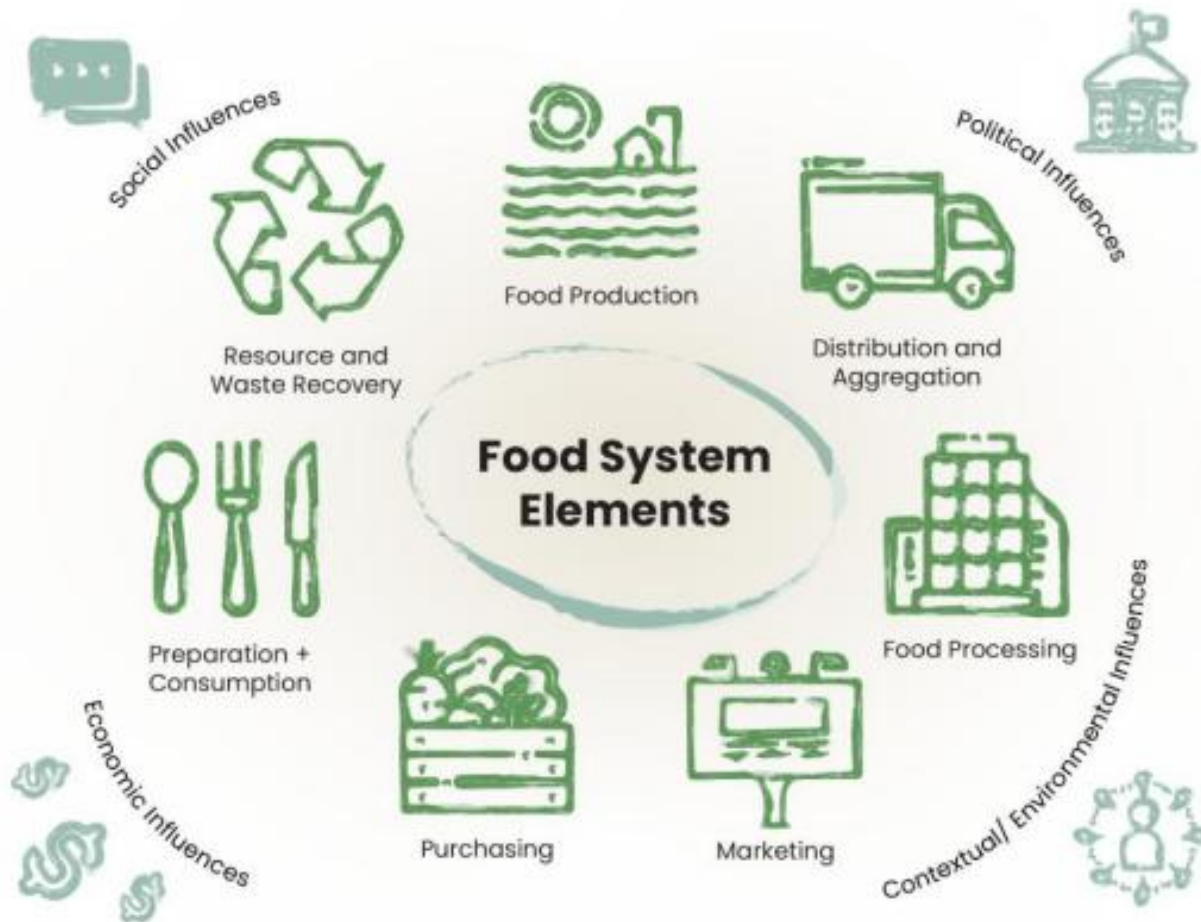 Social Influences
Political Influences
Food Production
Distribution and
Aggregation
Resource and
Waste Recovery
Food System
Elements
Food Processing
Preparation +
Consumption
Purchasing
Marketing
Economic Influences
Contextual/ Environmental Influences